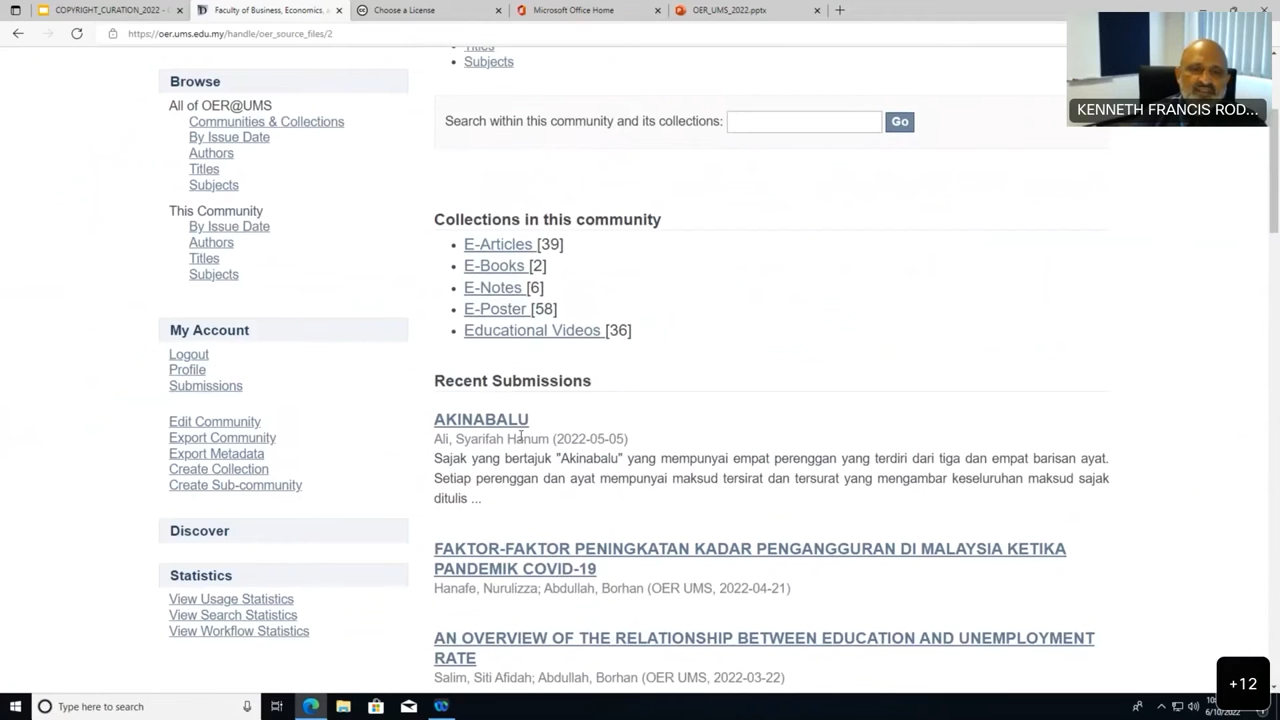 COPYRIGHT_CURATION_2022 -
Faculty of Business, Economics,
Choose a License
Microsoft Office Home
OER_UMS_2022.pptx
https://oer.ums.edu.my/handle/oer_source_files/2
KENNETH FRANCIS ROD...
Titles
Subjects
Search within this community and its collections:
Go
Browse
All of OER@UMS
Communities & Collections
By Issue Date
Authors
Titles
Subjects
This Community
By Issue Date
Authors
Titles
Subjects
My Account
Logout
Profile
Submissions
Edit Community
Export Community
Export Metadata
Create Collection
Create Sub-community
Discover
Statistics
View Usage Statistics
View Search Statistics
View Workflow Statistics
Collections in this community
E-Articles [39]
E-Books [2]
E-Notes [6]
E-Poster [58]
Educational Videos [36]
Recent Submissions
AKINABALU
Ali, Syarifah Hanum (2022-05-05)
Sajak yang bertajuk "Akinabalu" yang mempunyai empat perenggan yang terdiri dari tiga dan empat barisan ayat.
Setiap perenggan dan ayat mempunyai maksud tersirat dan tersurat yang mengambar keseluruhan maksud sajak
ditulis ...
FAKTOR-FAKTOR PENINGKATAN KADAR PENGANGGURAN DI MALAYSIA KETIKA
PANDEMIK COVID-19
Hanafe, Nurulizza; Abdullah, Borhan (OER UMS, 2022-04-21)
AN OVERVIEW OF THE RELATIONSHIP BETWEEN EDUCATION AND UNEMPLOYMENT
RATE
Salim, Siti Afidah; Abdullah, Borhan (OER UMS, 2022-03-22)
+12
Type here to search
6/10/2022